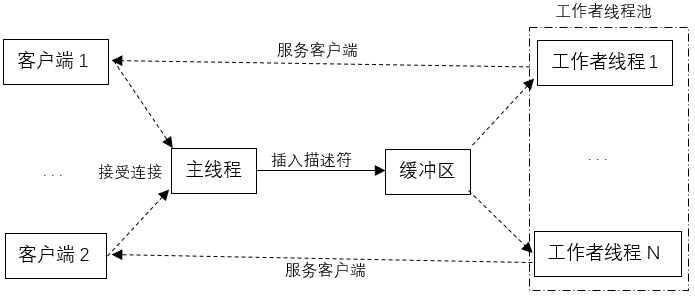 工作者线程池
客户端 1
服务客户端
工作者线程 1
接受连接
主线程
插入描述符
缓冲区
. . .
. . .
客户端 2
服务客户端
工作者线程 N